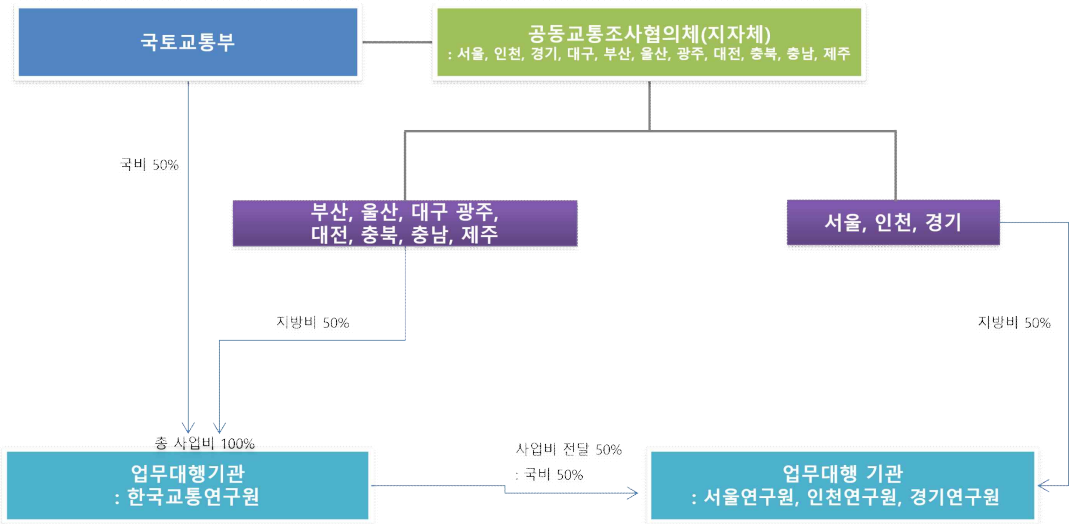 국토교통부
공동교통조사협의체(지자체)
: 서울, 인천, 경기, 대구, 부산, 울산, 광주, 대전, 충북, 충남, 제주
국비 50%
부산, 울산, 대구 광주,
대전, 충북, 충남, 제주
서울, 인천, 경기
지방비 50%
지방비 50%
총 사업비 100%
업무대행기관
: 한국교통연구원
사업비 전달 50%
: 국비 50%
업무대행 기관
: 서울연구원, 인천연구원, 경기연구원